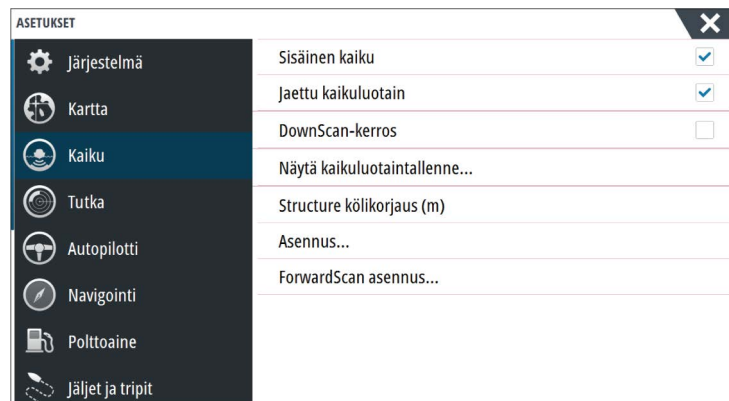 ASETUKSET
Järjestelmä
Kartta
Kaiku
Tutka
Autopilotti
Navigointi
Polttoaine
Jäljet ja tripit
Sisäinen kaiku
Jaettu kaikuluotain
DownScan-kerros
Näytä kaikuluotaintallenne...
Structure kölikorjaus (m)
Asennus...
ForwardScan asennus...